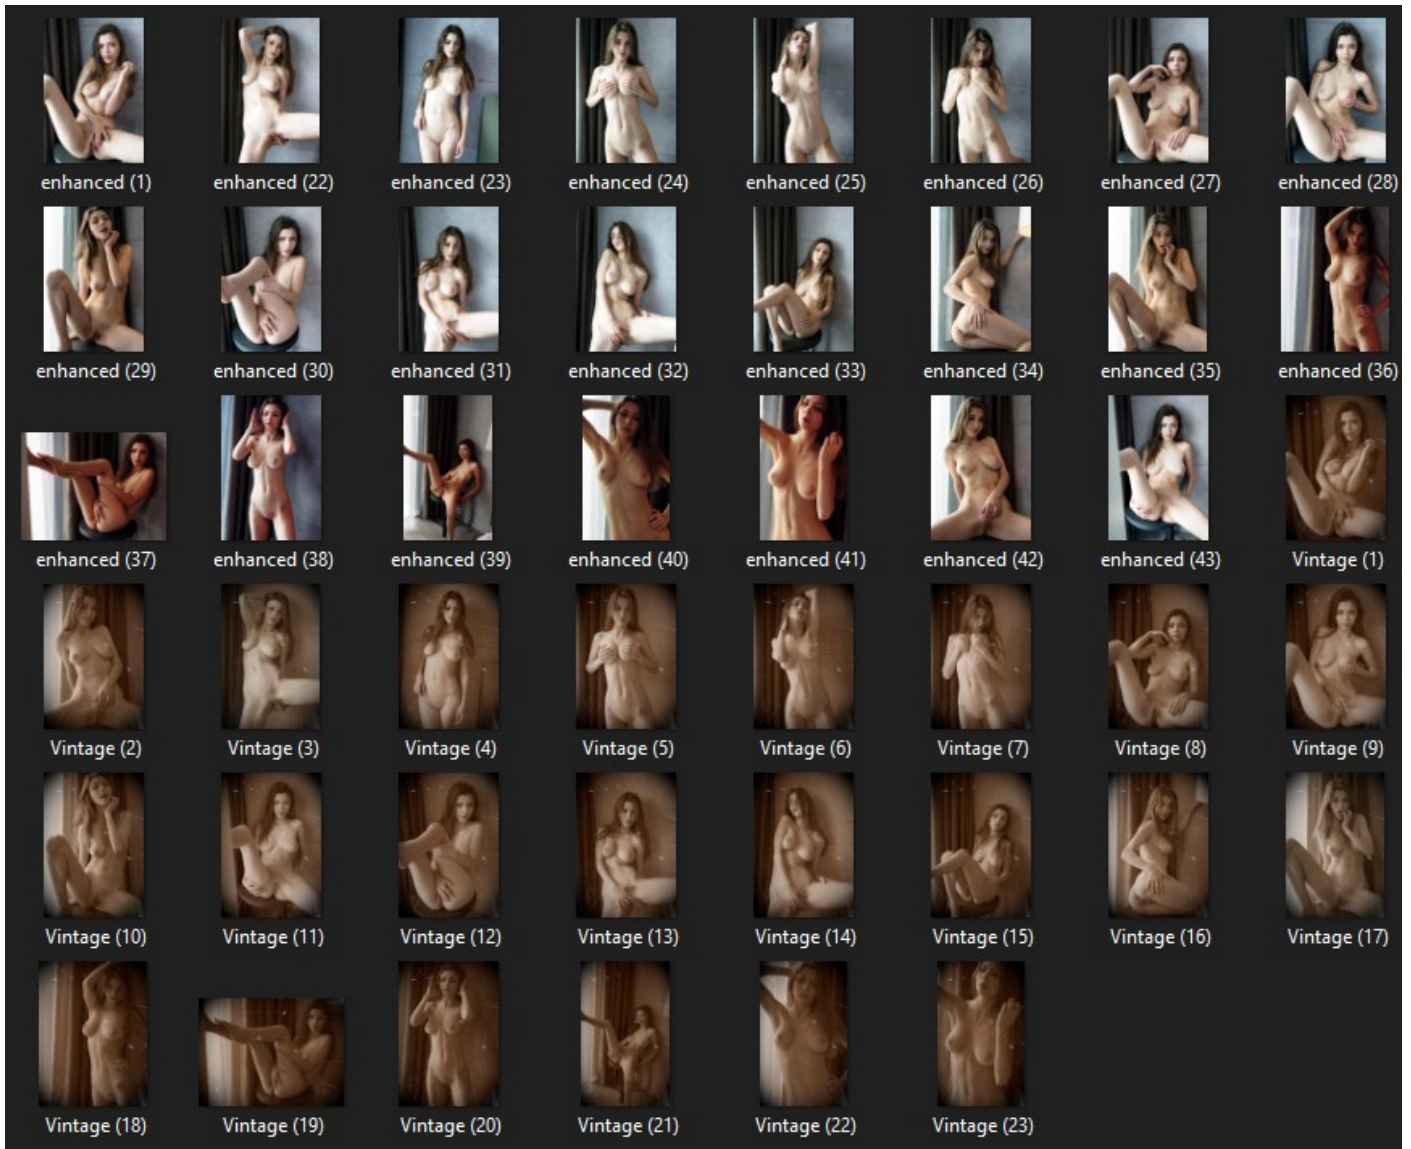 enhanced (1) enhanced (22) enhanced (23) enhanced (24) enhanced (25) enhanced (26) enhanced (27) enhanced (28)
enhanced (29) enhanced (30) enhanced (31) enhanced (32) enhanced (33) enhanced (34) enhanced (35) enhanced (36)
enhanced (37) enhanced (38) enhanced (39) enhanced (40) enhanced (41) enhanced (42) enhanced (43) Vintage (1)
Vintage (2) Vintage (3) Vintage (4) Vintage (5) Vintage (6) Vintage (7) Vintage (8) Vintage (9)
Vintage (10) Vintage (11) Vintage (12) Vintage (13) Vintage (14) Vintage (15) Vintage (16) Vintage (17)
Vintage (18) Vintage (19) Vintage (20) Vintage (21) Vintage (22) Vintage (23)